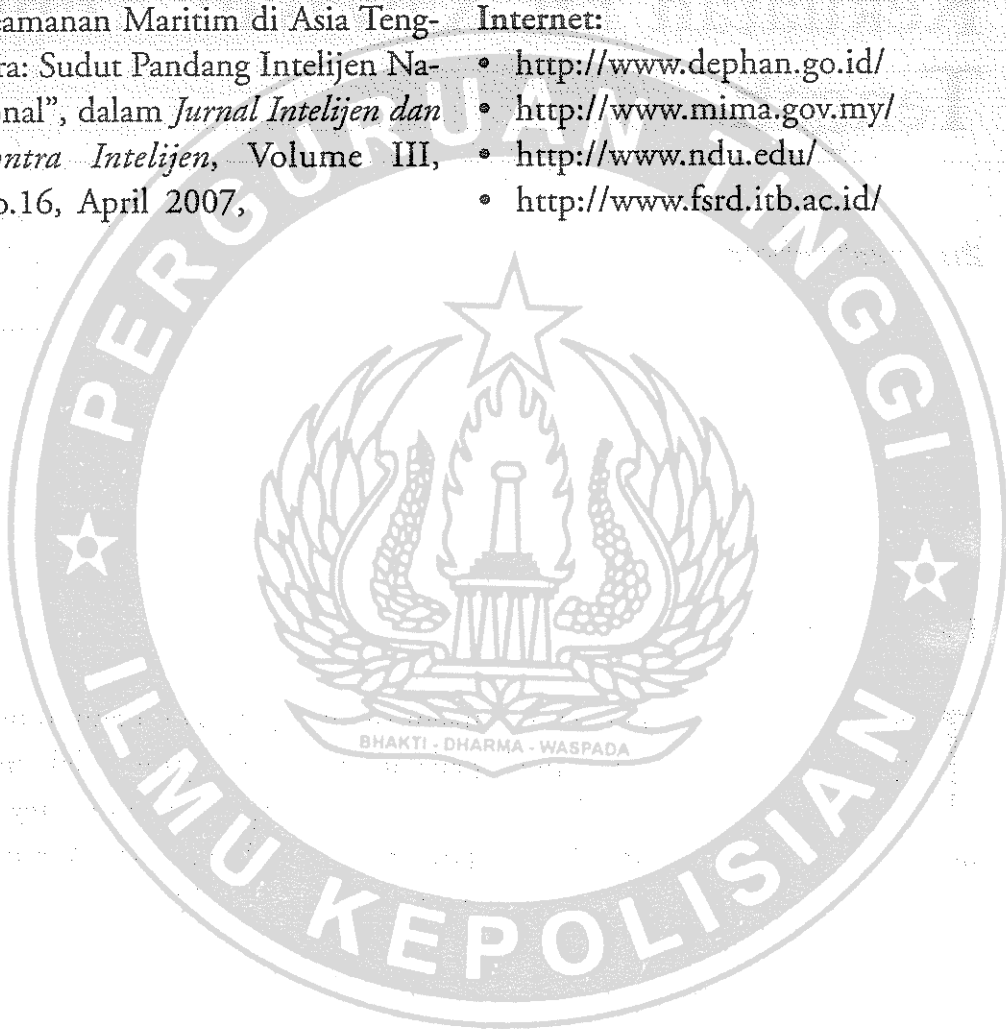 amanan Maritim di Asia Teng-
ra: Sudut Pandang Intelijen Na-
onal", dalam Jurnal Intelijen dan
ntra Intelijen, Volume III,
o.16, April 2007,
Internet:
• http://www.dephan.go.id/
• http://www.mima.gov.my/
• http://www.ndu.edu/
• http://www.fsrd.itb.ac.id/
PERGURUAN TINGGI
BHAKTI - DHARMA - WASPADA
ILMU KEPOLISIAN